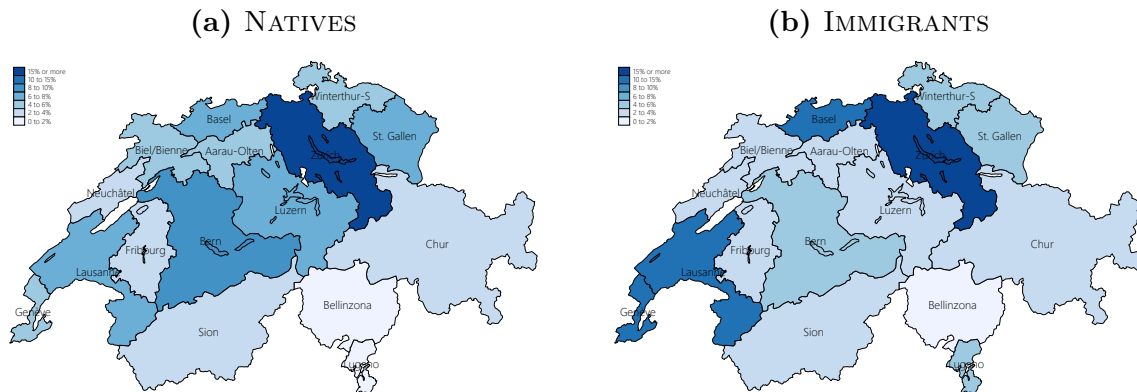 (a) NATIVES
15% or more
10 to 15%
8 to 10%
6 to 8%
4 to 6%
2 to 4%
0 to 2%
Winterthur-S
Basel
St. Gallen
Biel/Bienne
Aarau-Olten
Zürich
Neuchâtel
Luzern
Fribourg
Bern
Chur
Lausanne
Bellinzona
Genève
Sion
Lugano
(b) IMMIGRANTS
15% or more
10 to 15%
8 to 10%
6 to 8%
4 to 6%
2 to 4%
0 to 2%
Winterthur-S
Basel
St. Gallen
Biel/Bienne
Aarau-Olten
Zürich
Neuchâtel
Luzern
Fribourg
Bern
Chur
Lausanne
Bellinzona
Genève
Sion
Lugano